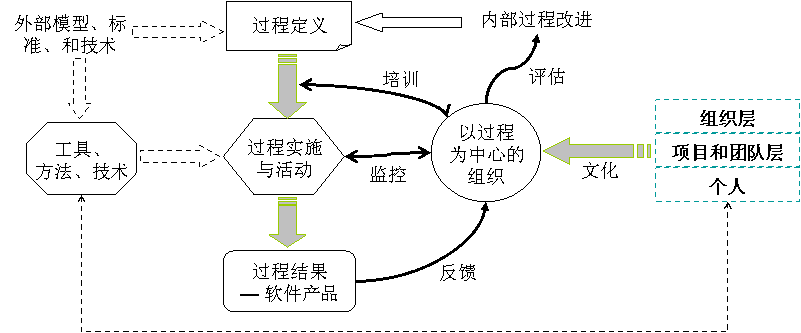 外部模型、标
准、和技术
过程定义
内部过程改进
培训
评估
工具、
方法、技术
过程实施
与活动
监控
以过程
为中心的
组织
文化
组织层
项目和团队层
个人
过程结果
— 软件产品
反馈